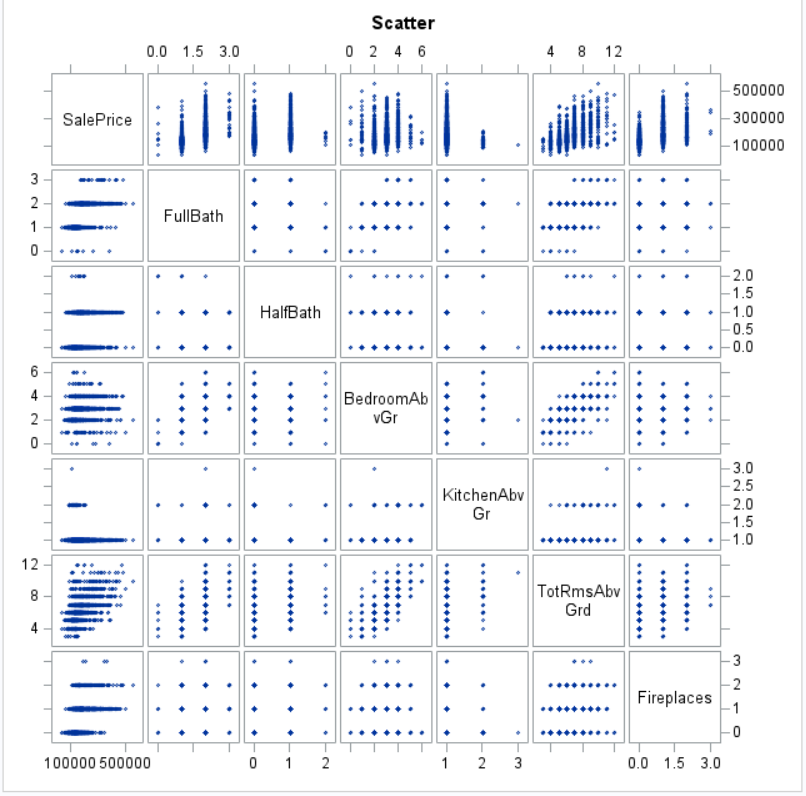 Scatter
0.0 1.5 3.0 0 2 4 6 4 8 12
SalePrice
500000
300000
100000
3
2
1
0
FullBath
HalfBath
2.0
1.5
1.0
0.5
0.0
6
4
2
0
BedroomAb
vGr
KitchenAbv
Gr
3.0
2.5
2.0
1.5
1.0
12
8
4
TotRmsAbv
Grd
Fireplaces
3
2
1
0
100000 500000 0 1 2 1 2 3 0.0 1.5 3.0